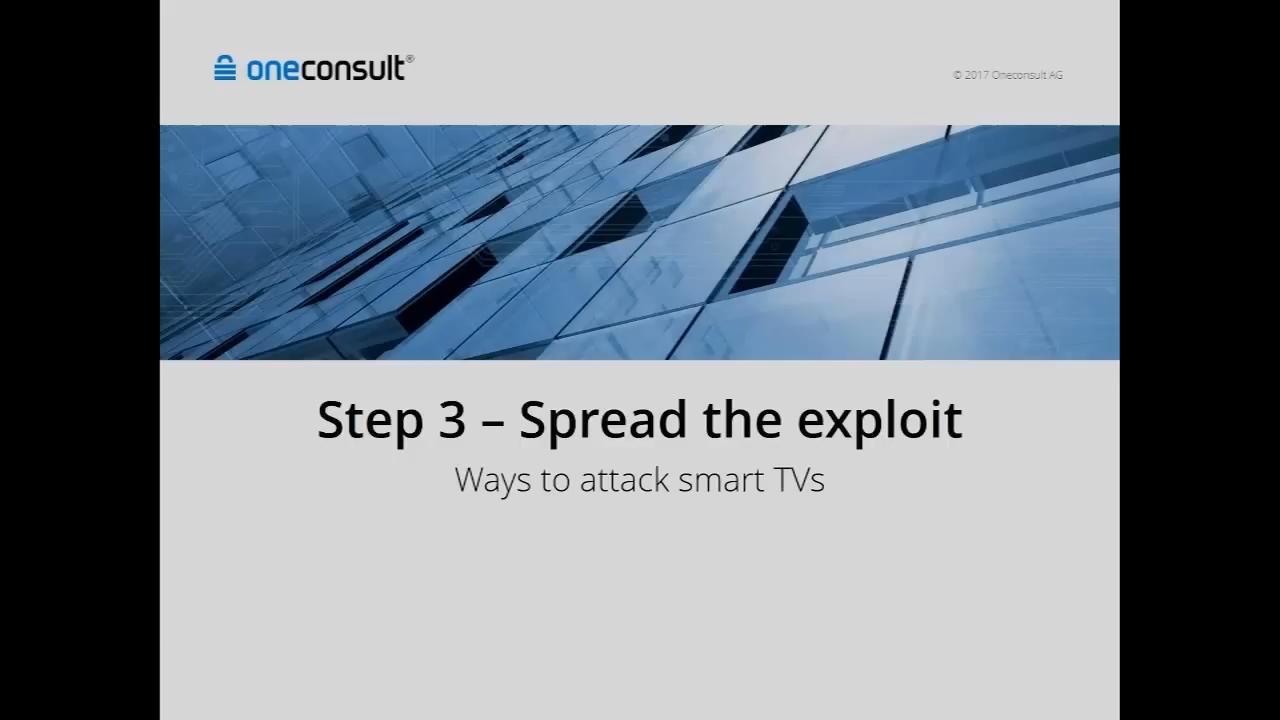 oneconsult®
© 2017 Oneconsult AG
Step 3 – Spread the exploit
Ways to attack smart TVs